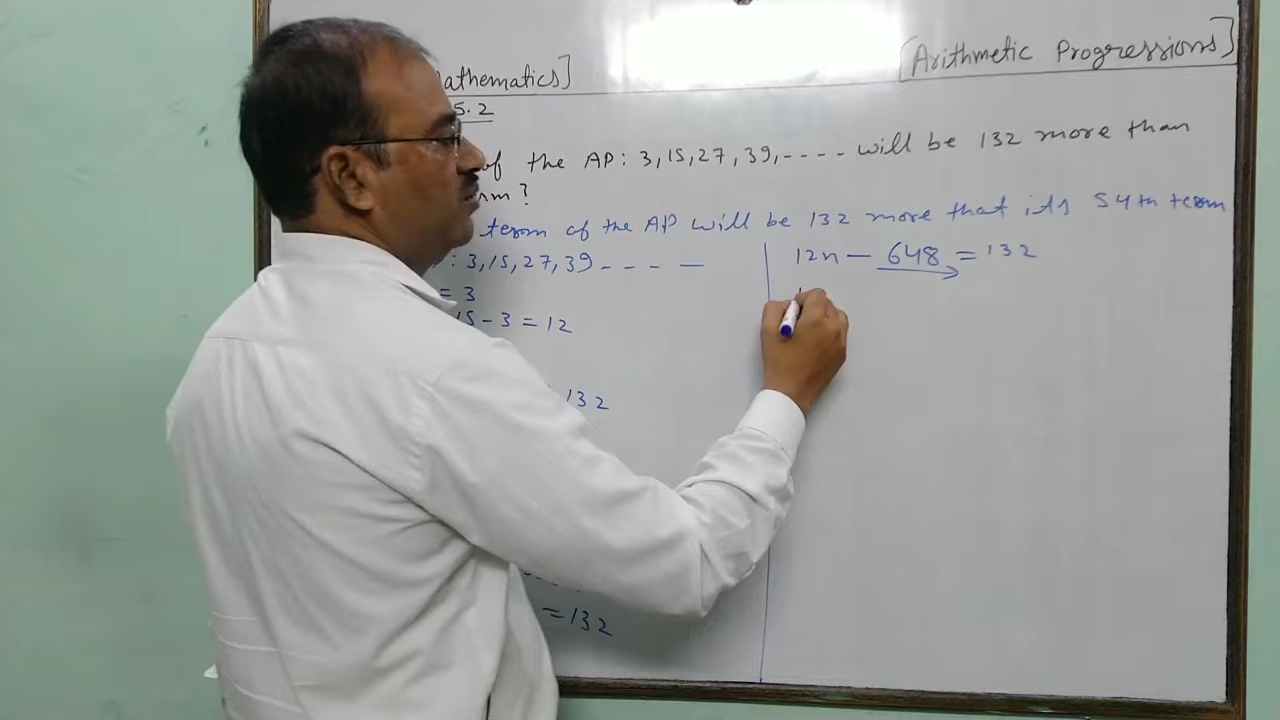 athematics]
[Arithmetic Progressions]
5.2
of the AP: 3, 15, 27, 39, ---- will be 132 more than
rm?
term of the AP will be 132 more that its 54th term
: 3, 15, 27, 39 - - - - -
= 3
15 - 3 = 12
132
= 132
12n - 648 = 132